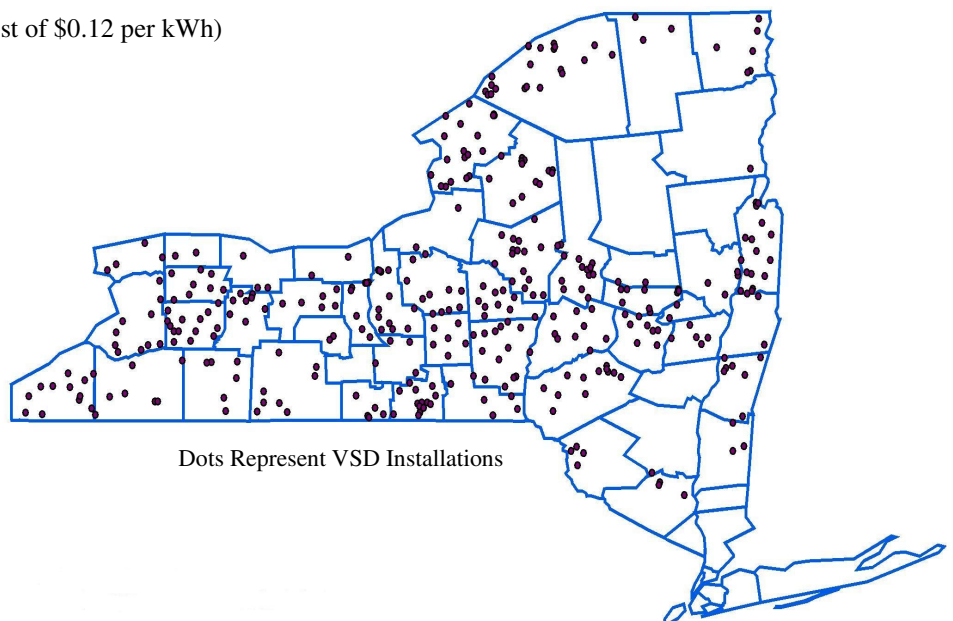 st of $0.12 per kWh)
Dots Represent VSD Installations